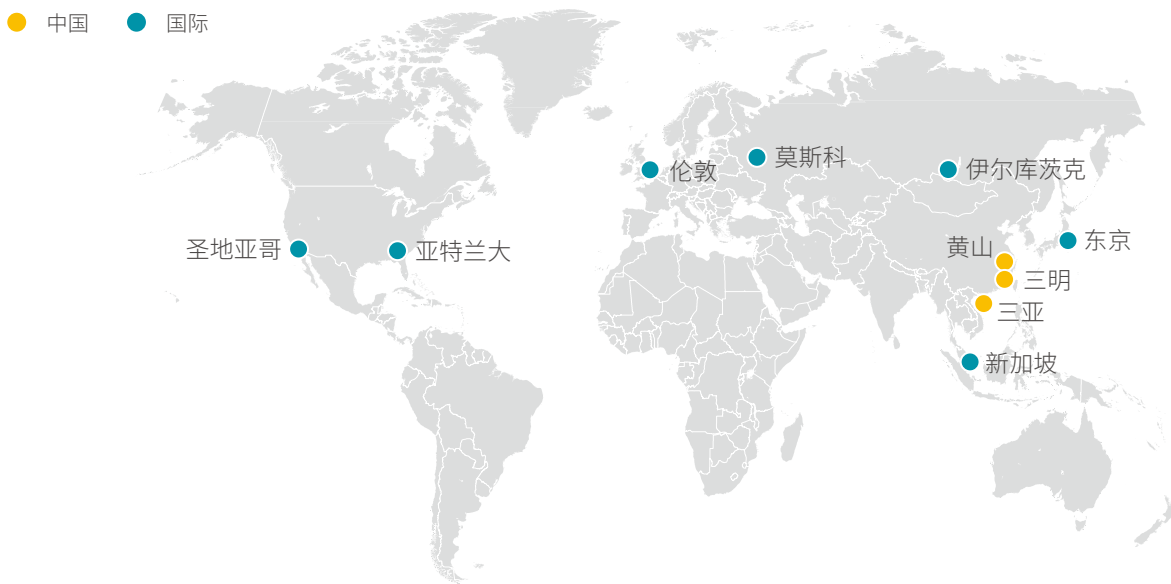 中国
国际
莫斯科
伦敦
伊尔库茨克
东京
黄山
圣地亚哥
亚特兰大
三明
三亚
新加坡